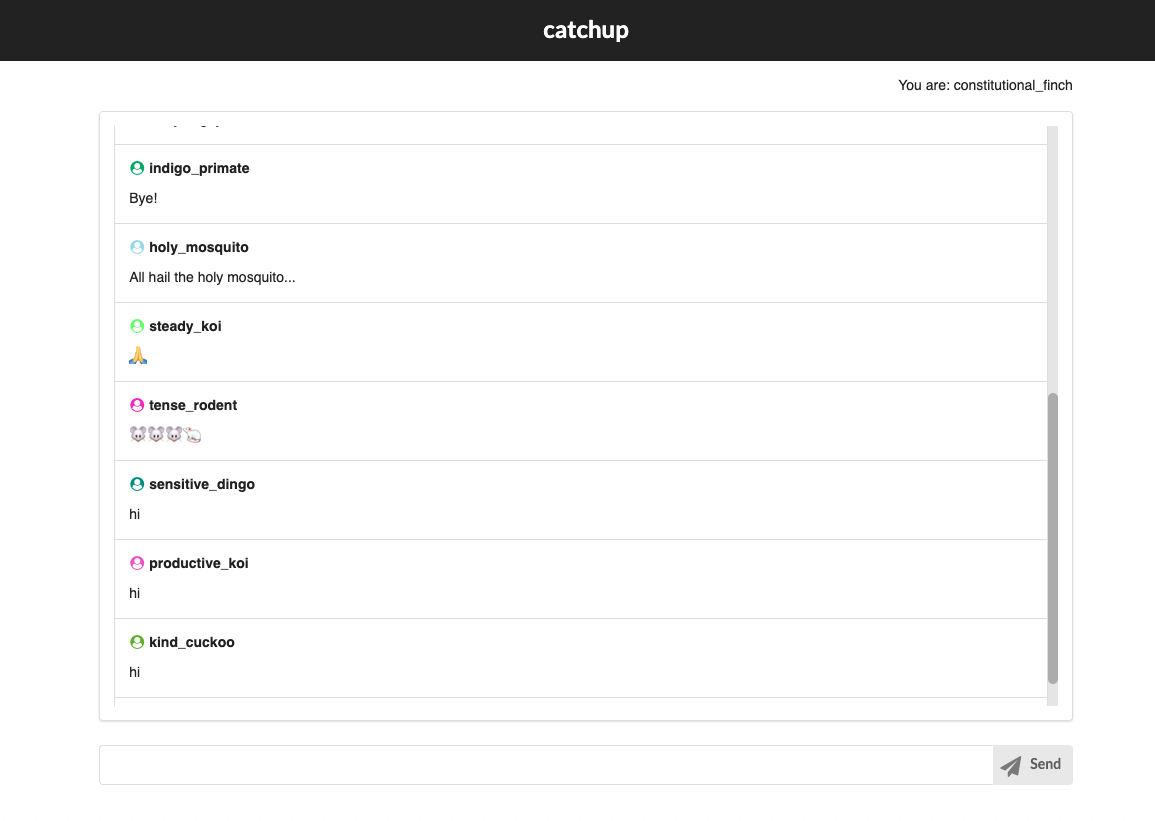 catchup
You are: constitutional_finch
indigo_primate
Bye!
holy_mosquito
All hail the holy mosquito...
steady_koi
🙏
tense_rodent
🐭🐭🐭🐁
sensitive_dingo
hi
productive_koi
hi
kind_cuckoo
hi
Send